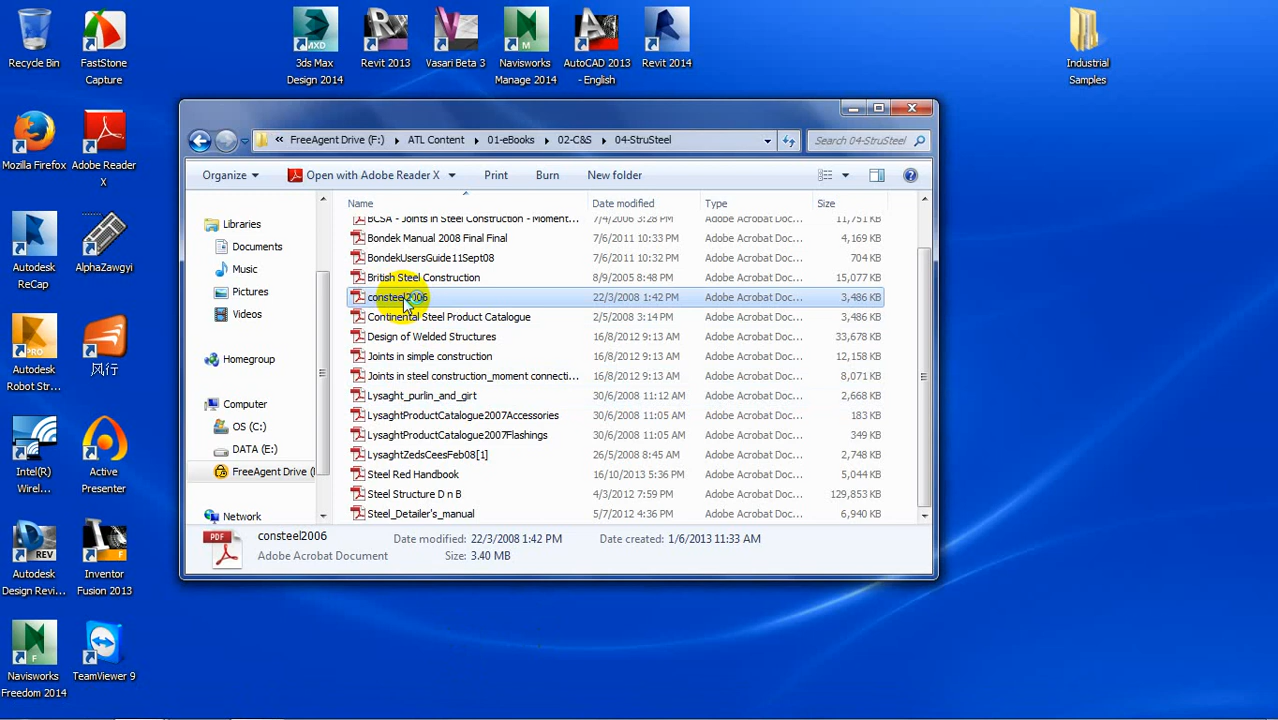 Recycle Bin
FastStone Capture
3ds Max Design 2014
Revit 2013
Vasari Beta 3
Navisworks Manage 2014
AutoCAD 2013 - English
Revit 2014
Industrial Samples
Mozilla Firefox
Adobe Reader X
Autodesk ReCap
AlphaZawgyi
Autodesk Robot Str...
风行
Intel(R) Wirel...
Active Presenter
Autodesk Design Revi...
Inventor Fusion 2013
Navisworks Freedom 2014
TeamViewer 9
« FreeAgent Drive (F:) ATL Content 01-eBooks 02-C&S 04-StruSteel Search 04-StruSteel
Organize Open with Adobe Reader X Print Burn New folder
Name Date modified Type Size
Libraries
Documents
Music
Pictures
Videos
Homegroup
Computer
OS (C:)
DATA (E:)
FreeAgent Drive (
Network
BCSA - Joints in Steel Construction - Moment... 7/4/2006 3:28 PM Adobe Acrobat Doc... 11,751 KB
Bondek Manual 2008 Final Final 7/6/2011 10:33 PM Adobe Acrobat Doc... 4,169 KB
BondekUsersGuide11Sept08 7/6/2011 10:32 PM Adobe Acrobat Doc... 704 KB
British Steel Construction 8/9/2005 8:48 PM Adobe Acrobat Doc... 15,077 KB
consteel2006 22/3/2008 1:42 PM Adobe Acrobat Doc... 3,486 KB
Continental Steel Product Catalogue 2/5/2008 3:14 PM Adobe Acrobat Doc... 3,486 KB
Design of Welded Structures 16/8/2012 9:13 AM Adobe Acrobat Doc... 33,678 KB
Joints in simple construction 16/8/2012 9:13 AM Adobe Acrobat Doc... 12,158 KB
Joints in steel construction_moment connecti... 16/8/2012 9:13 AM Adobe Acrobat Doc... 8,071 KB
Lysaght_purlin_and_girt 30/6/2008 11:12 AM Adobe Acrobat Doc... 2,668 KB
LysaghtProductCatalogue2007Accessories 30/6/2008 11:05 AM Adobe Acrobat Doc... 183 KB
LysaghtProductCatalogue2007Flashings 30/6/2008 11:05 AM Adobe Acrobat Doc... 349 KB
LysaghtZedsCeesFeb08[1] 26/5/2008 8:45 AM Adobe Acrobat Doc... 2,748 KB
Steel Red Handbook 16/10/2013 5:36 PM Adobe Acrobat Doc... 5,044 KB
Steel Structure D n B 4/3/2012 7:59 PM Adobe Acrobat Doc... 129,853 KB
Steel_Detailer's_manual 5/7/2012 4:36 PM Adobe Acrobat Doc... 6,940 KB
consteel2006 Date modified: 22/3/2008 1:42 PM Date created: 1/6/2013 11:33 AM
Adobe Acrobat Document Size: 3.40 MB